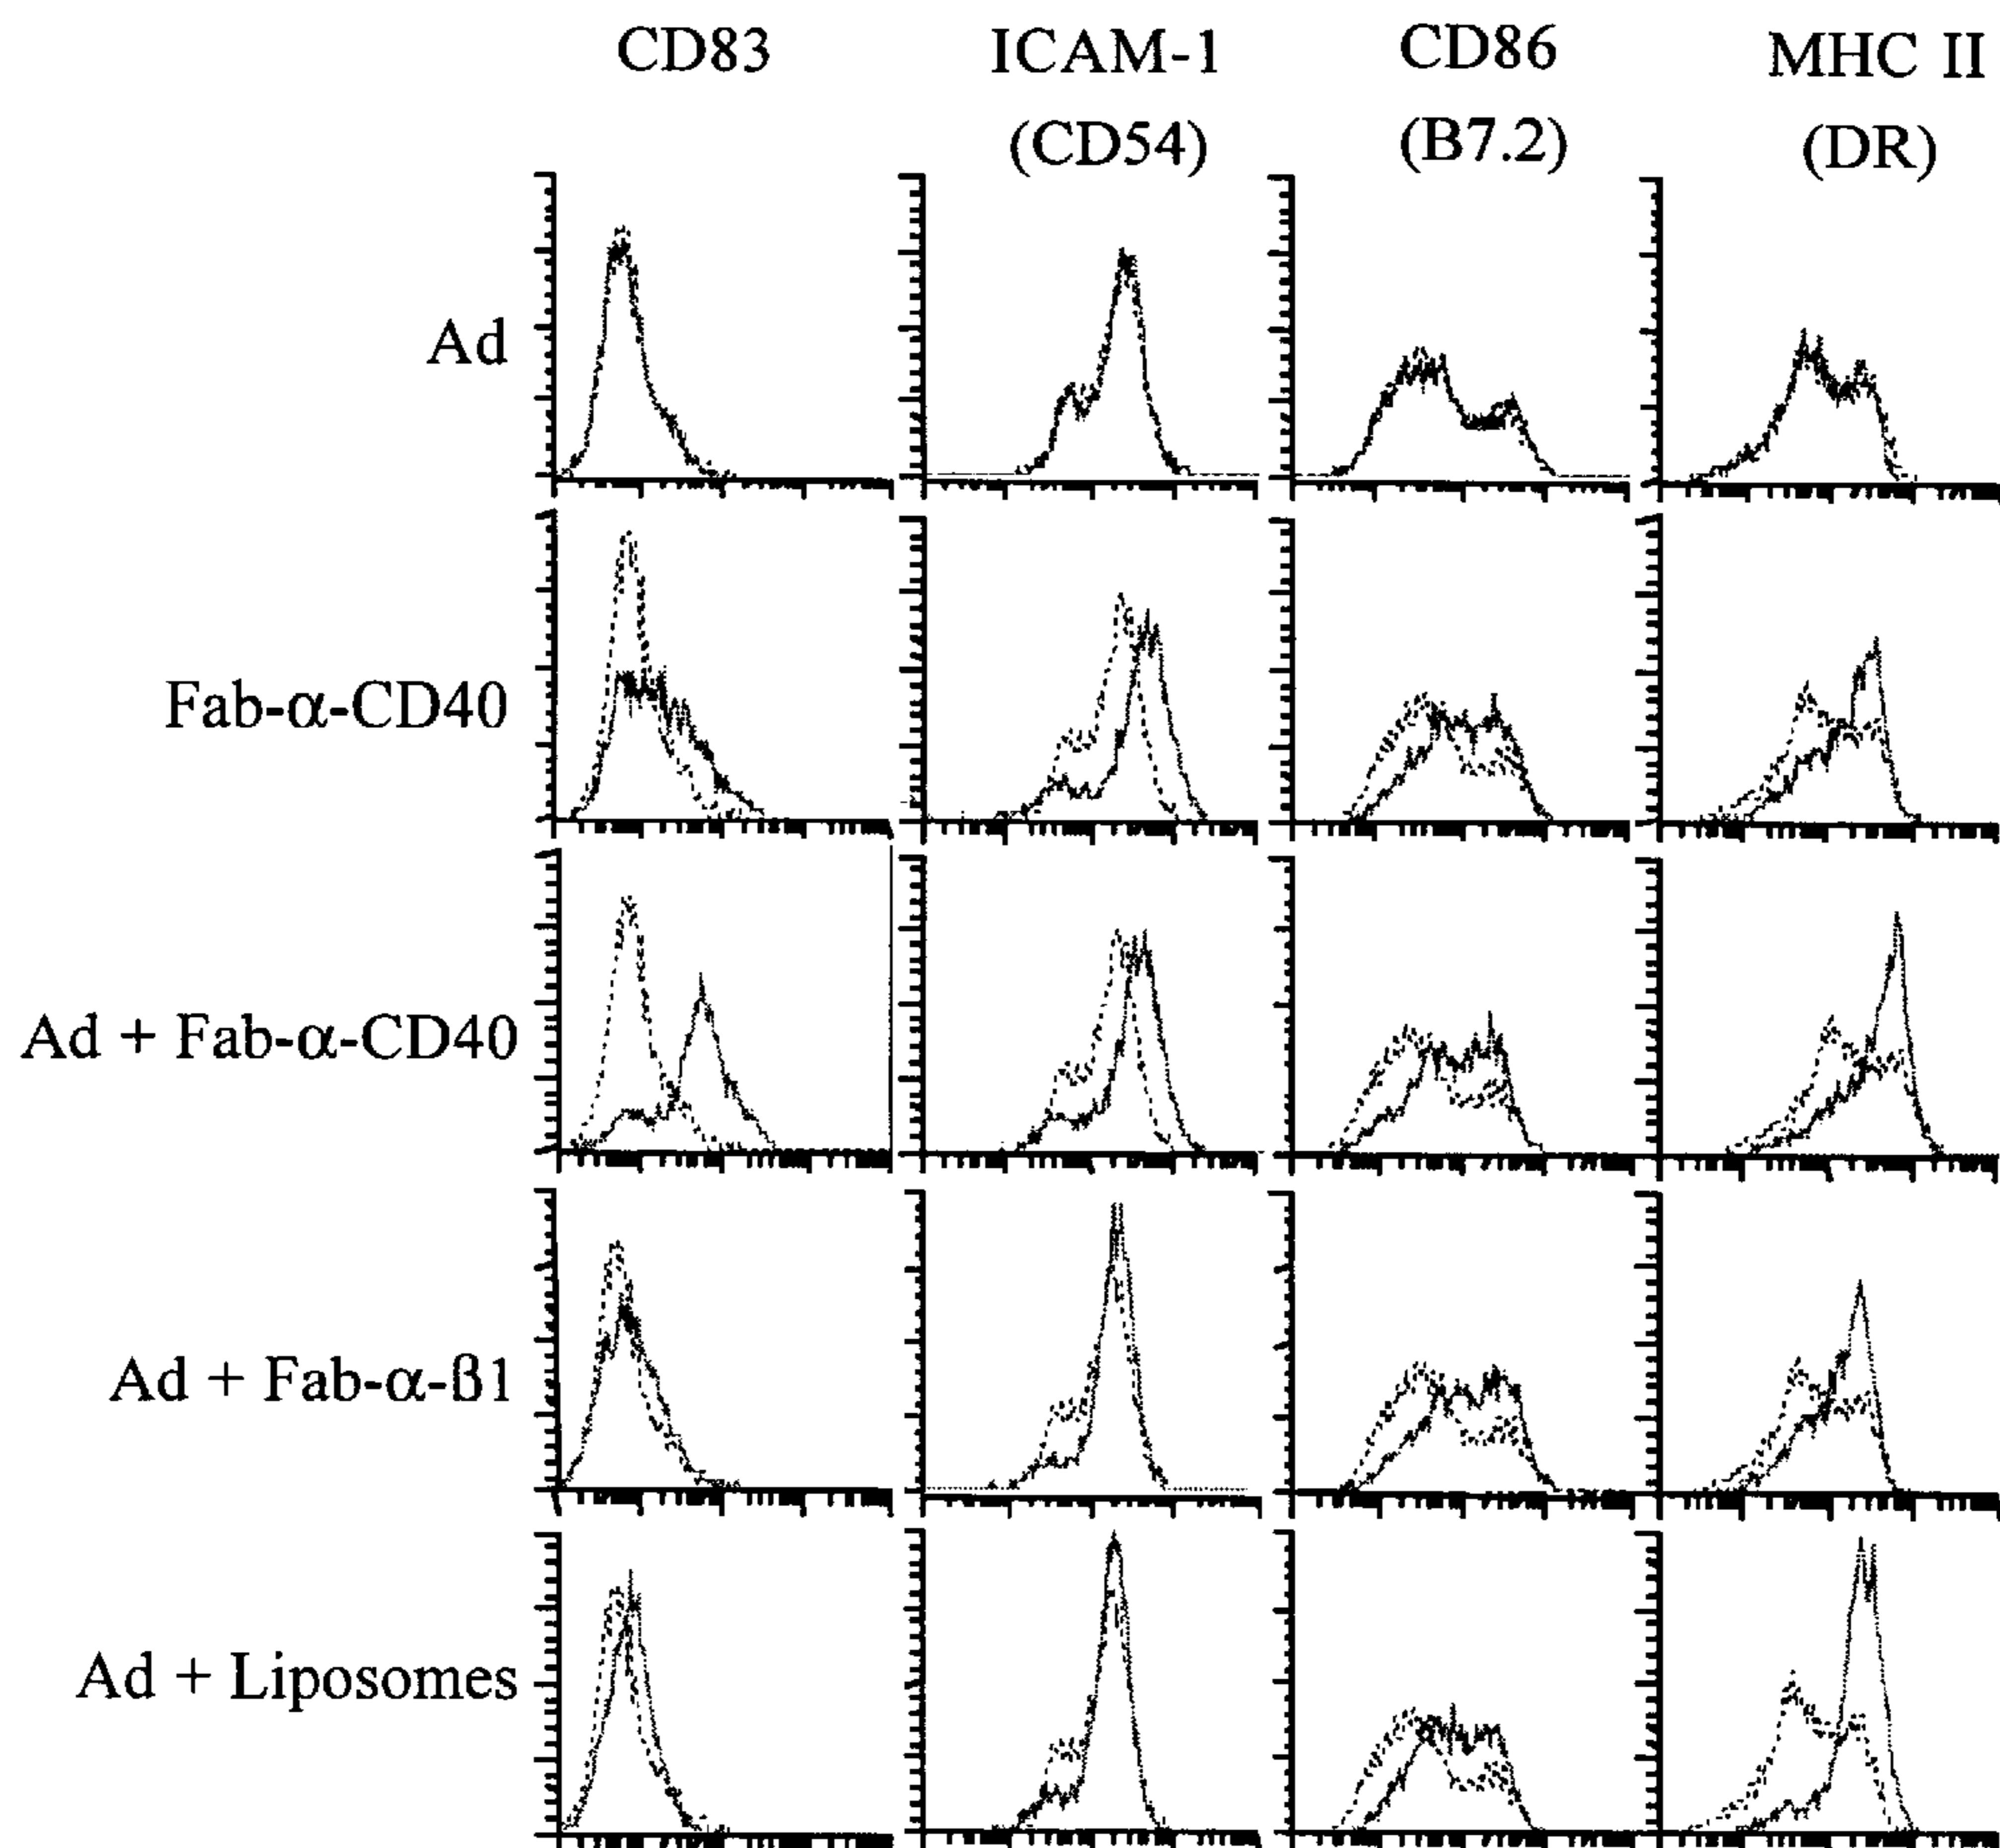 CD83
ICAM-1
(CD54)
CD86
(B7.2)
MHC II
(DR)
Ad
Fab-α-CD40
Ad + Fab-α-CD40
Ad + Fab-α-ß1
Ad + Liposomes